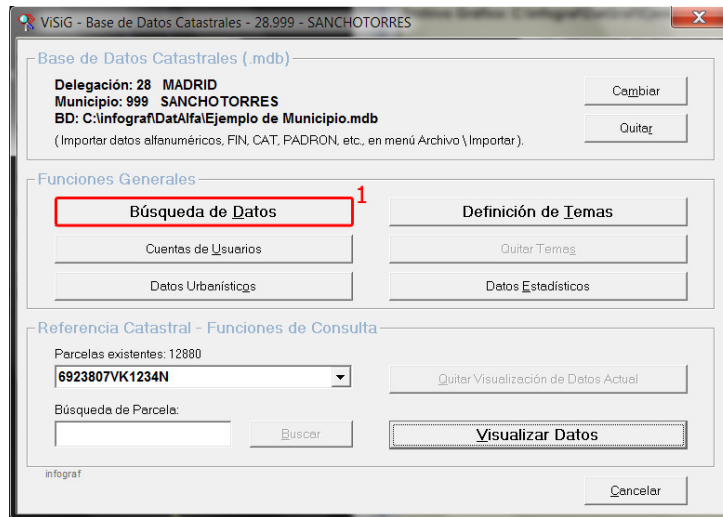 ViSiG - Base de Datos Catastrales - 28.999 - SANCHOTORRES
Base de Datos Catastrales (.mdb)
Delegación: 28 MADRID
Municipio: 999 SANCHOTORRES
BD: C:\infograf\DatAlfa\Ejemplo de Municipio.mdb
(Importar datos alfanuméricos, FIN, CAT, PADRON, etc., en menú Archivo \ Importar).
Cambiar
Quitar
Funciones Generales
Búsqueda de Datos
1
Definición de Temas
Cuentas de Usuarios
Quitar Temas
Datos Urbanísticos
Datos Estadísticos
Referencia Catastral - Funciones de Consulta
Parcelas existentes: 12880
6923807VK1234N
Quitar Visualización de Datos Actual
Búsqueda de Parcela:
Buscar
Visualizar Datos
infograf
Cancelar